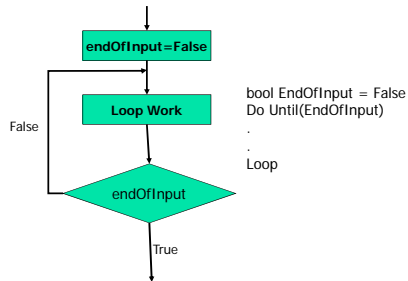 endOfInput=False
Loop Work
False
endOfInput
True
bool EndOfInput = False
Do Until(EndOfInput)
.
.
Loop